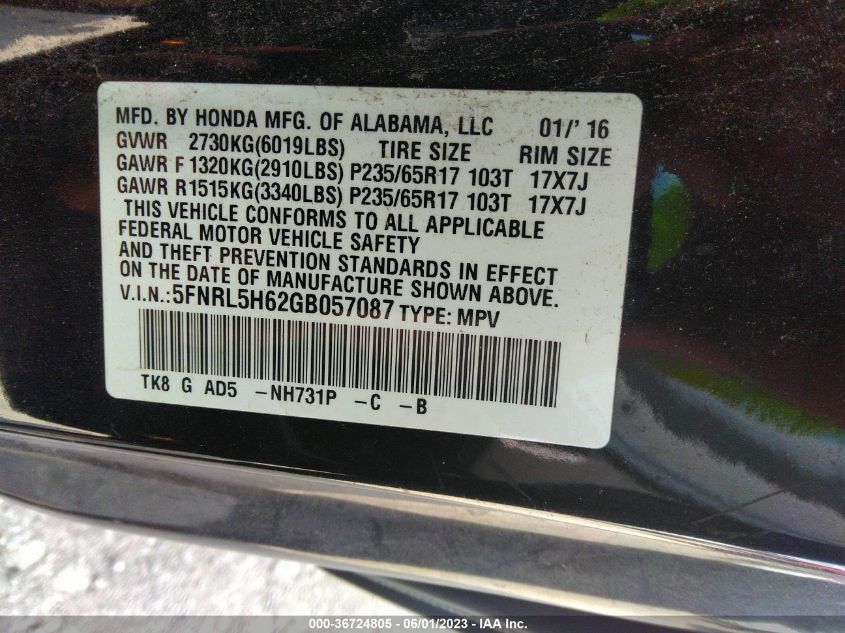 MFD. BY HONDA MFG. OF ALABAMA, LLC 01/' 16
GVWR 2730KG(6019LBS) TIRE SIZE RIM SIZE
GAWR F 1320KG(2910LBS) P235/65R17 103T 17X7J
GAWR R1515KG(3340LBS) P235/65R17 103T 17X7J
THIS VEHICLE CONFORMS TO ALL APPLICABLE
FEDERAL MOTOR VEHICLE SAFETY
AND THEFT PREVENTION STANDARDS IN EFFECT
ON THE DATE OF MANUFACTURE SHOWN ABOVE.
V.I.N.:5FNRL5H62GB057087 TYPE: MPV
TK8 G AD5 -NH731P -C -B
000-36724805 - 06/01/2023 - IAA Inc.